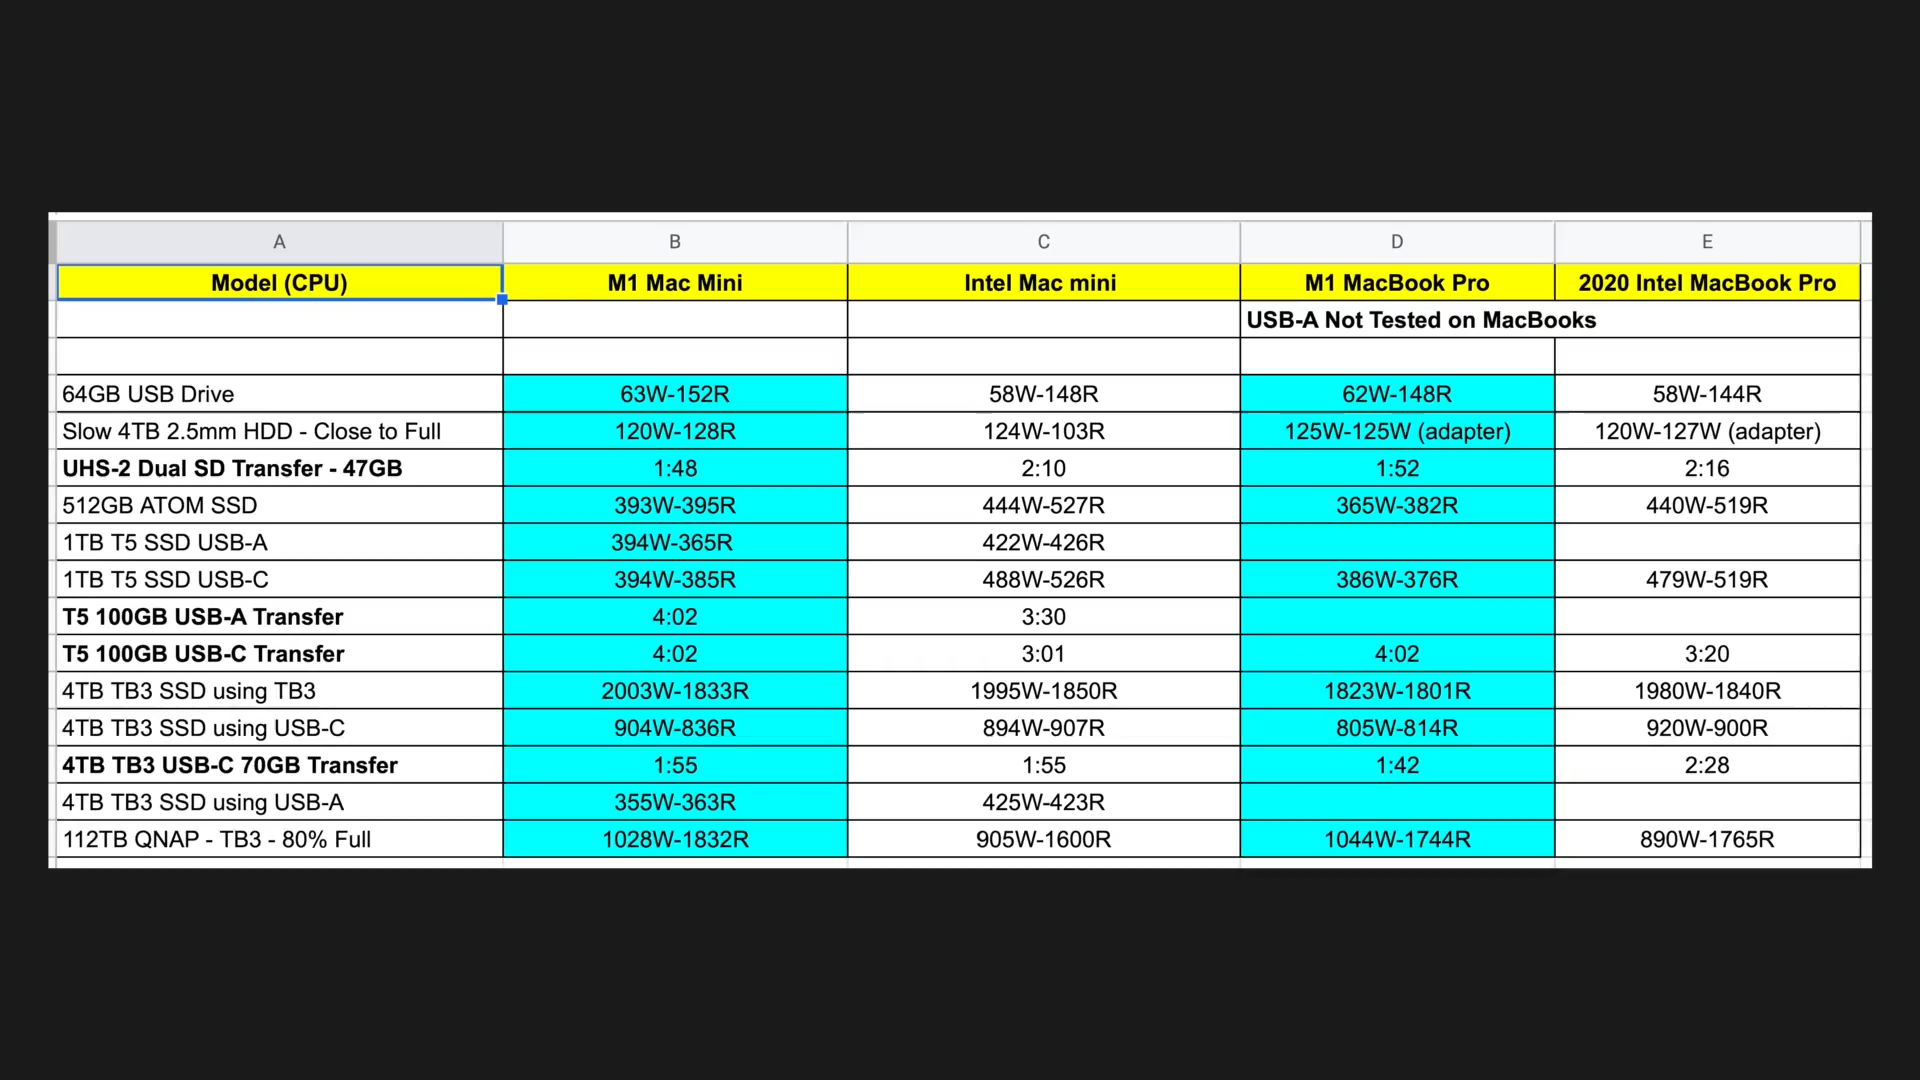 A B C D E
Model (CPU) M1 Mac Mini Intel Mac mini M1 MacBook Pro 2020 Intel MacBook Pro
USB-A Not Tested on MacBooks
64GB USB Drive 63W-152R 58W-148R 62W-148R 58W-144R
Slow 4TB 2.5mm HDD - Close to Full 120W-128R 124W-103R 125W-125W (adapter) 120W-127W (adapter)
UHS-2 Dual SD Transfer - 47GB 1:48 2:10 1:52 2:16
512GB ATOM SSD 393W-395R 444W-527R 365W-382R 440W-519R
1TB T5 SSD USB-A 394W-365R 422W-426R
1TB T5 SSD USB-C 394W-385R 488W-526R 386W-376R 479W-519R
T5 100GB USB-A Transfer 4:02 3:30
T5 100GB USB-C Transfer 4:02 3:01 4:02 3:20
4TB TB3 SSD using TB3 2003W-1833R 1995W-1850R 1823W-1801R 1980W-1840R
4TB TB3 SSD using USB-C 904W-836R 894W-907R 805W-814R 920W-900R
4TB TB3 USB-C 70GB Transfer 1:55 1:55 1:42 2:28
4TB TB3 SSD using USB-A 355W-363R 425W-423R
112TB QNAP - TB3 - 80% Full 1028W-1832R 905W-1600R 1044W-1744R 890W-1765R